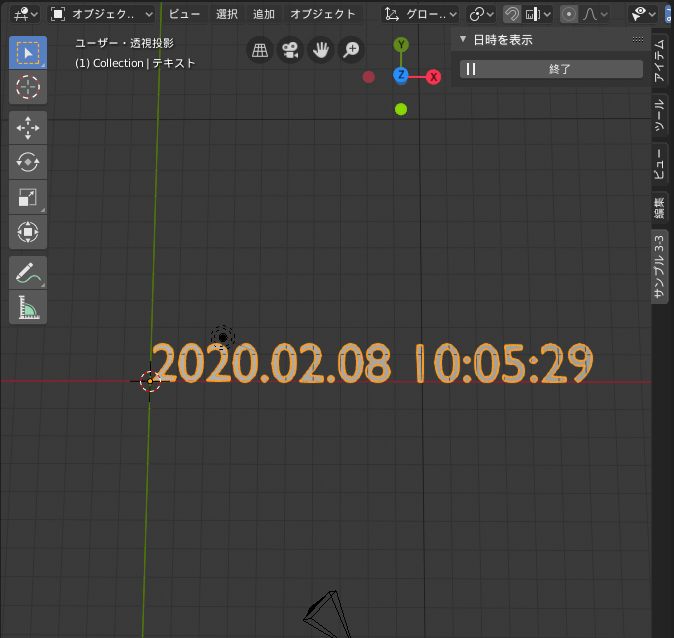 オブジェク..
ビュー
選択
追加
オブジェクト
グロー..
ユーザー・透視投影
(1) Collection | テキスト
Y
Z
X
日時を表示
終了
アイテム
ツール
ビュー
編集
サンプル 3-3
2020.02.08 10:05:29